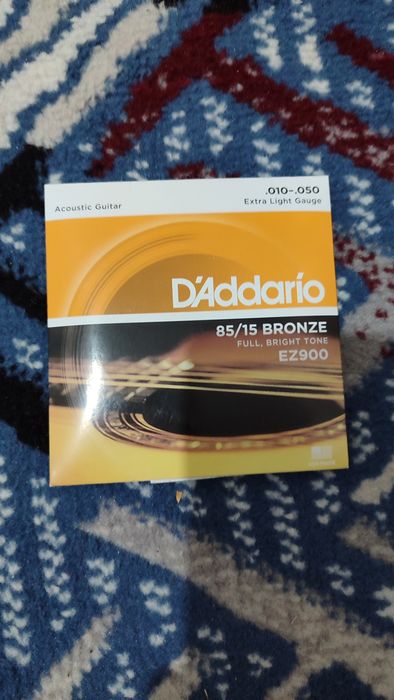 Acoustic Guitar
.010-.050
Extra Light Gauge
D'Addario
85/15 BRONZE
FULL, BRIGHT TONE
EZ900